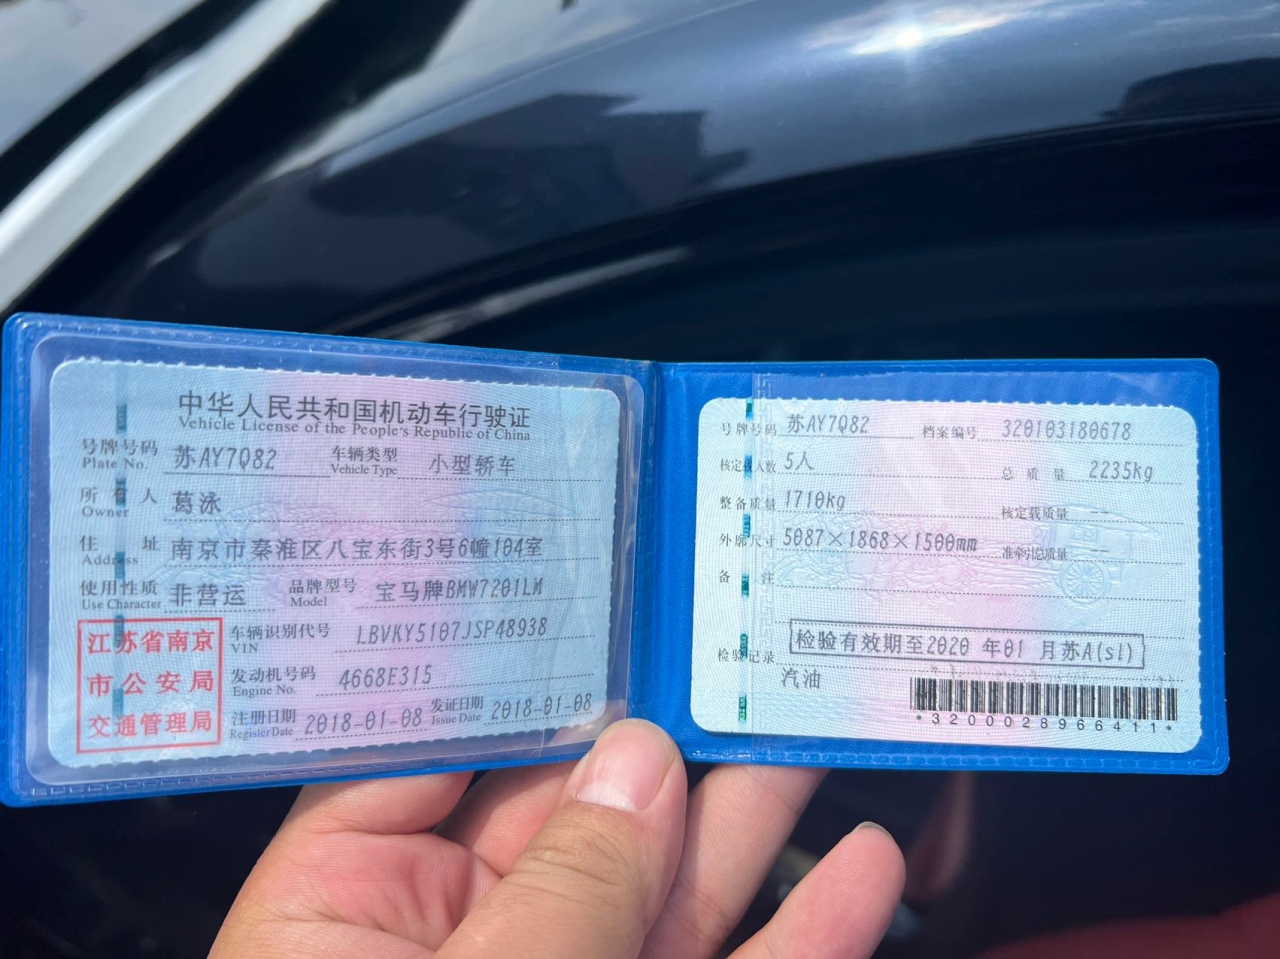 中华人民共和国机动车行驶证
Vehicle License of the People's Republic of China
号牌号码 Plate No. 苏AY7Q82 车辆类型 Vehicle Type 小型轿车
所有人 Owner 葛泳
住址 Address 南京市秦淮区八宝东街3号6幢104室
使用性质 Use Character 非营运 品牌型号 Model 宝马牌BMW7201LM
车辆识别代号 VIN LBVKY5107JSP48938
发动机号码 Engine No. 4668E315
注册日期 Register Date 2018-01-08 发证日期 Issue Date 2018-01-08
江苏省南京
市公安局
交通管理局
号牌号码 苏AY7Q82 档案编号 320103180678
核定载人数 5人 总质量 2235kg
整备质量 1710kg 核定载质量 --
外廓尺寸 5087×1868×1500mm 准牵引总质量 --
备注
检验记录 检验有效期至2020 年01 月苏A(sl)
汽油
*3200028966411*